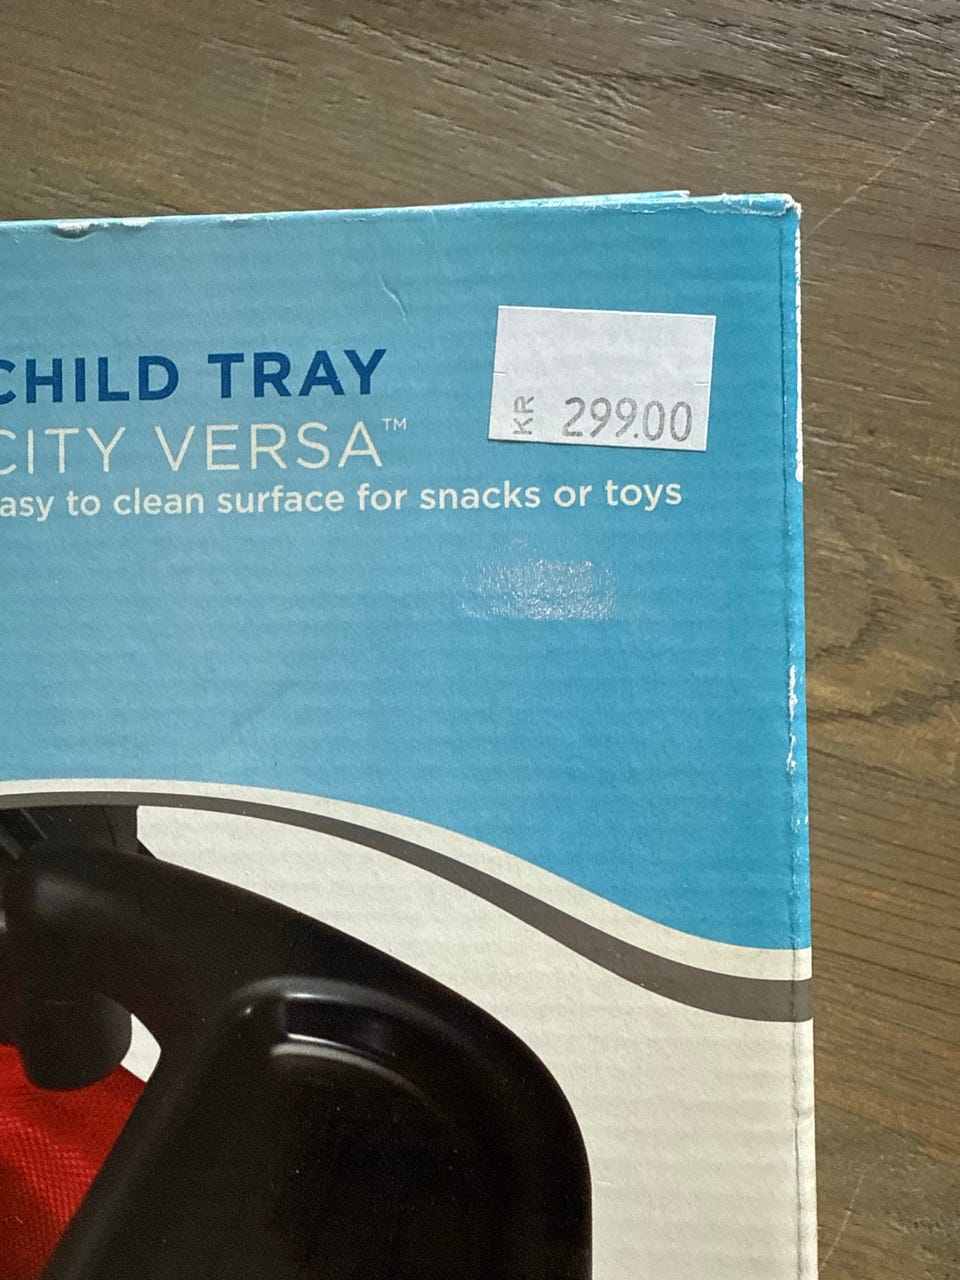 CHILD TRAY
CITY VERSA™
asy to clean surface for snacks or toys
KR 299.00